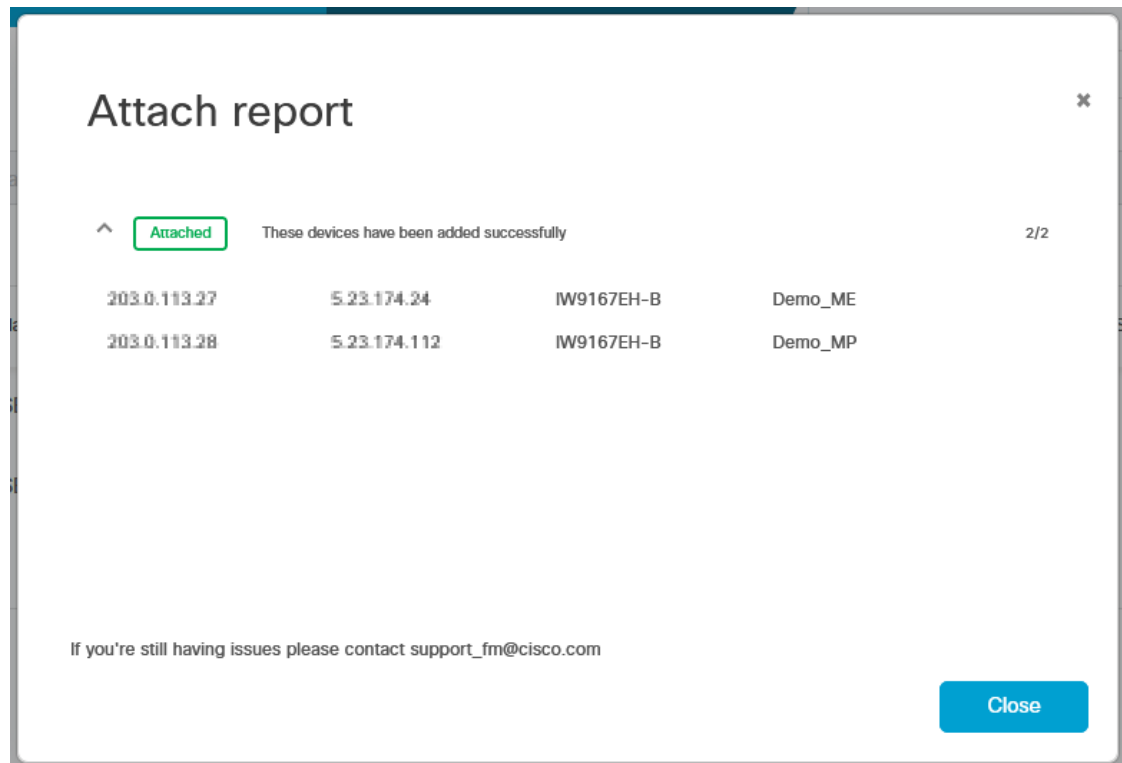 Attach report
Attached These devices have been added successfully 2/2
203.0.113.27 5.23.174.24 IW9167EH-B Demo_ME
203.0.113.28 5.23.174.112 IW9167EH-B Demo_MP
If you're still having issues please contact support_fm@cisco.com
Close